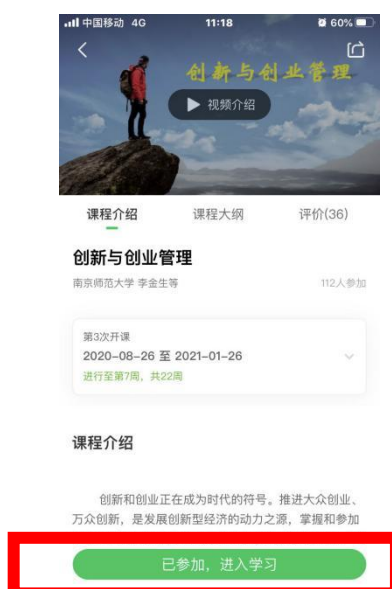 中国移动 4G 11:18 60%
创新与创业管理
视频介绍
课程介绍 课程大纲 评价(36)
创新与创业管理
南京师范大学 李金生等 112人参加
第3次开课
2020-08-26 至 2021-01-26
进行至第7周，共22周
课程介绍
创新和创业正在成为时代的符号。推进大众创业、
万众创新，是发展创新型经济的动力之源，掌握和参加
已参加，进入学习